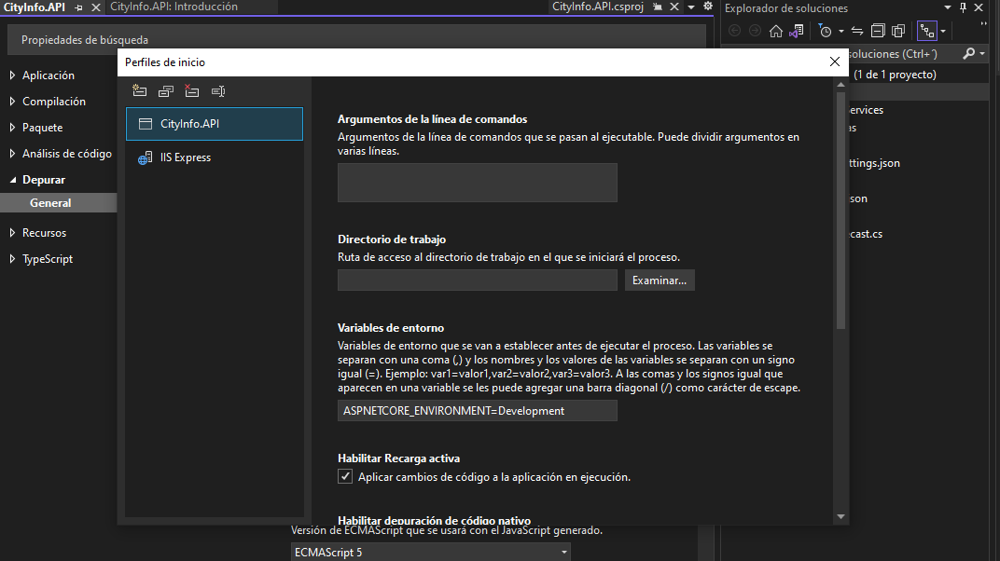 CityInfo.API
CityInfo.API: Introducción
CityInfo.API.csproj
Explorador de soluciones
Propiedades de búsqueda
soluciones (Ctrl+´)
Perfiles de inicio
(1 de 1 proyecto)
Aplicación
Compilación
Paquete
Análisis de código
Depurar
General
Recursos
TypeScript
CityInfo.API
IIS Express
Argumentos de la línea de comandos
Argumentos de la línea de comandos que se pasan al ejecutable. Puede dividir argumentos en
varias líneas.
Directorio de trabajo
Ruta de acceso al directorio de trabajo en el que se iniciará el proceso.
Examinar...
Variables de entorno
Variables de entorno que se van a establecer antes de ejecutar el proceso. Las variables se
separan con una coma (,) y los nombres y los valores de las variables se separan con un signo
igual (=). Ejemplo: var1=valor1,var2=valor2,var3=valor3. A las comas y los signos igual que
aparecen en una variable se les puede agregar una barra diagonal (/) como carácter de escape.
ASPNETCORE_ENVIRONMENT=Development
Habilitar Recarga activa
Aplicar cambios de código a la aplicación en ejecución.
Habilitar depuración de código nativo
Versión de ECMAScript que se usará con el JavaScript generado.
ECMAScript 5
ervices
as
ttings.json
son
cast.cs